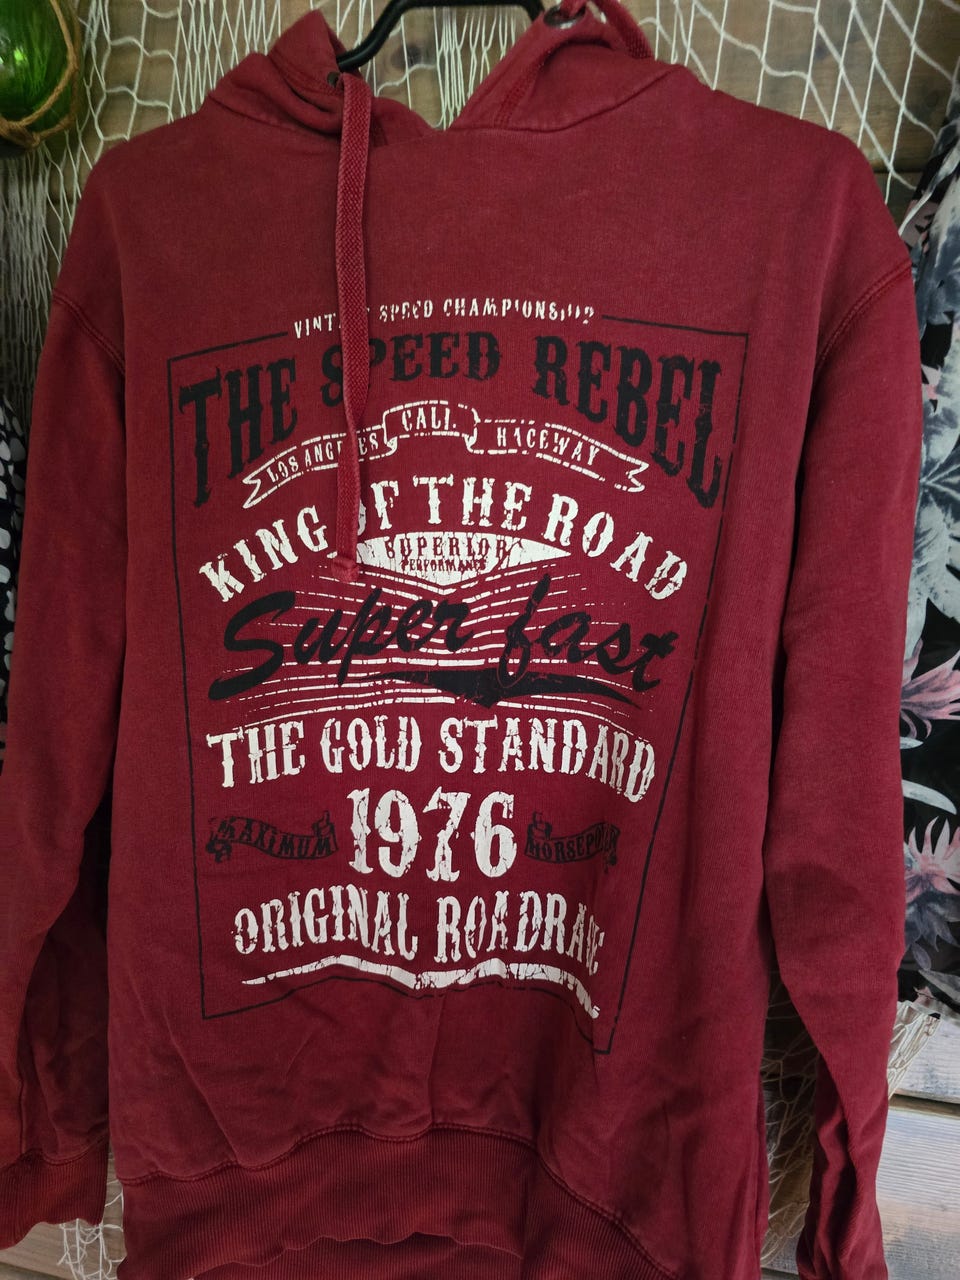 VINTAGE SPEED CHAMPIONSHIP
THE SPEED REBEL
LOS ANGELES CALI. RACEWAY
KING OF THE ROAD
SUPERIOR
PERFORMANCE
Super fast
THE GOLD STANDARD
MAXIMUM 1976 HORSEPOWER
ORIGINAL ROADRAGE